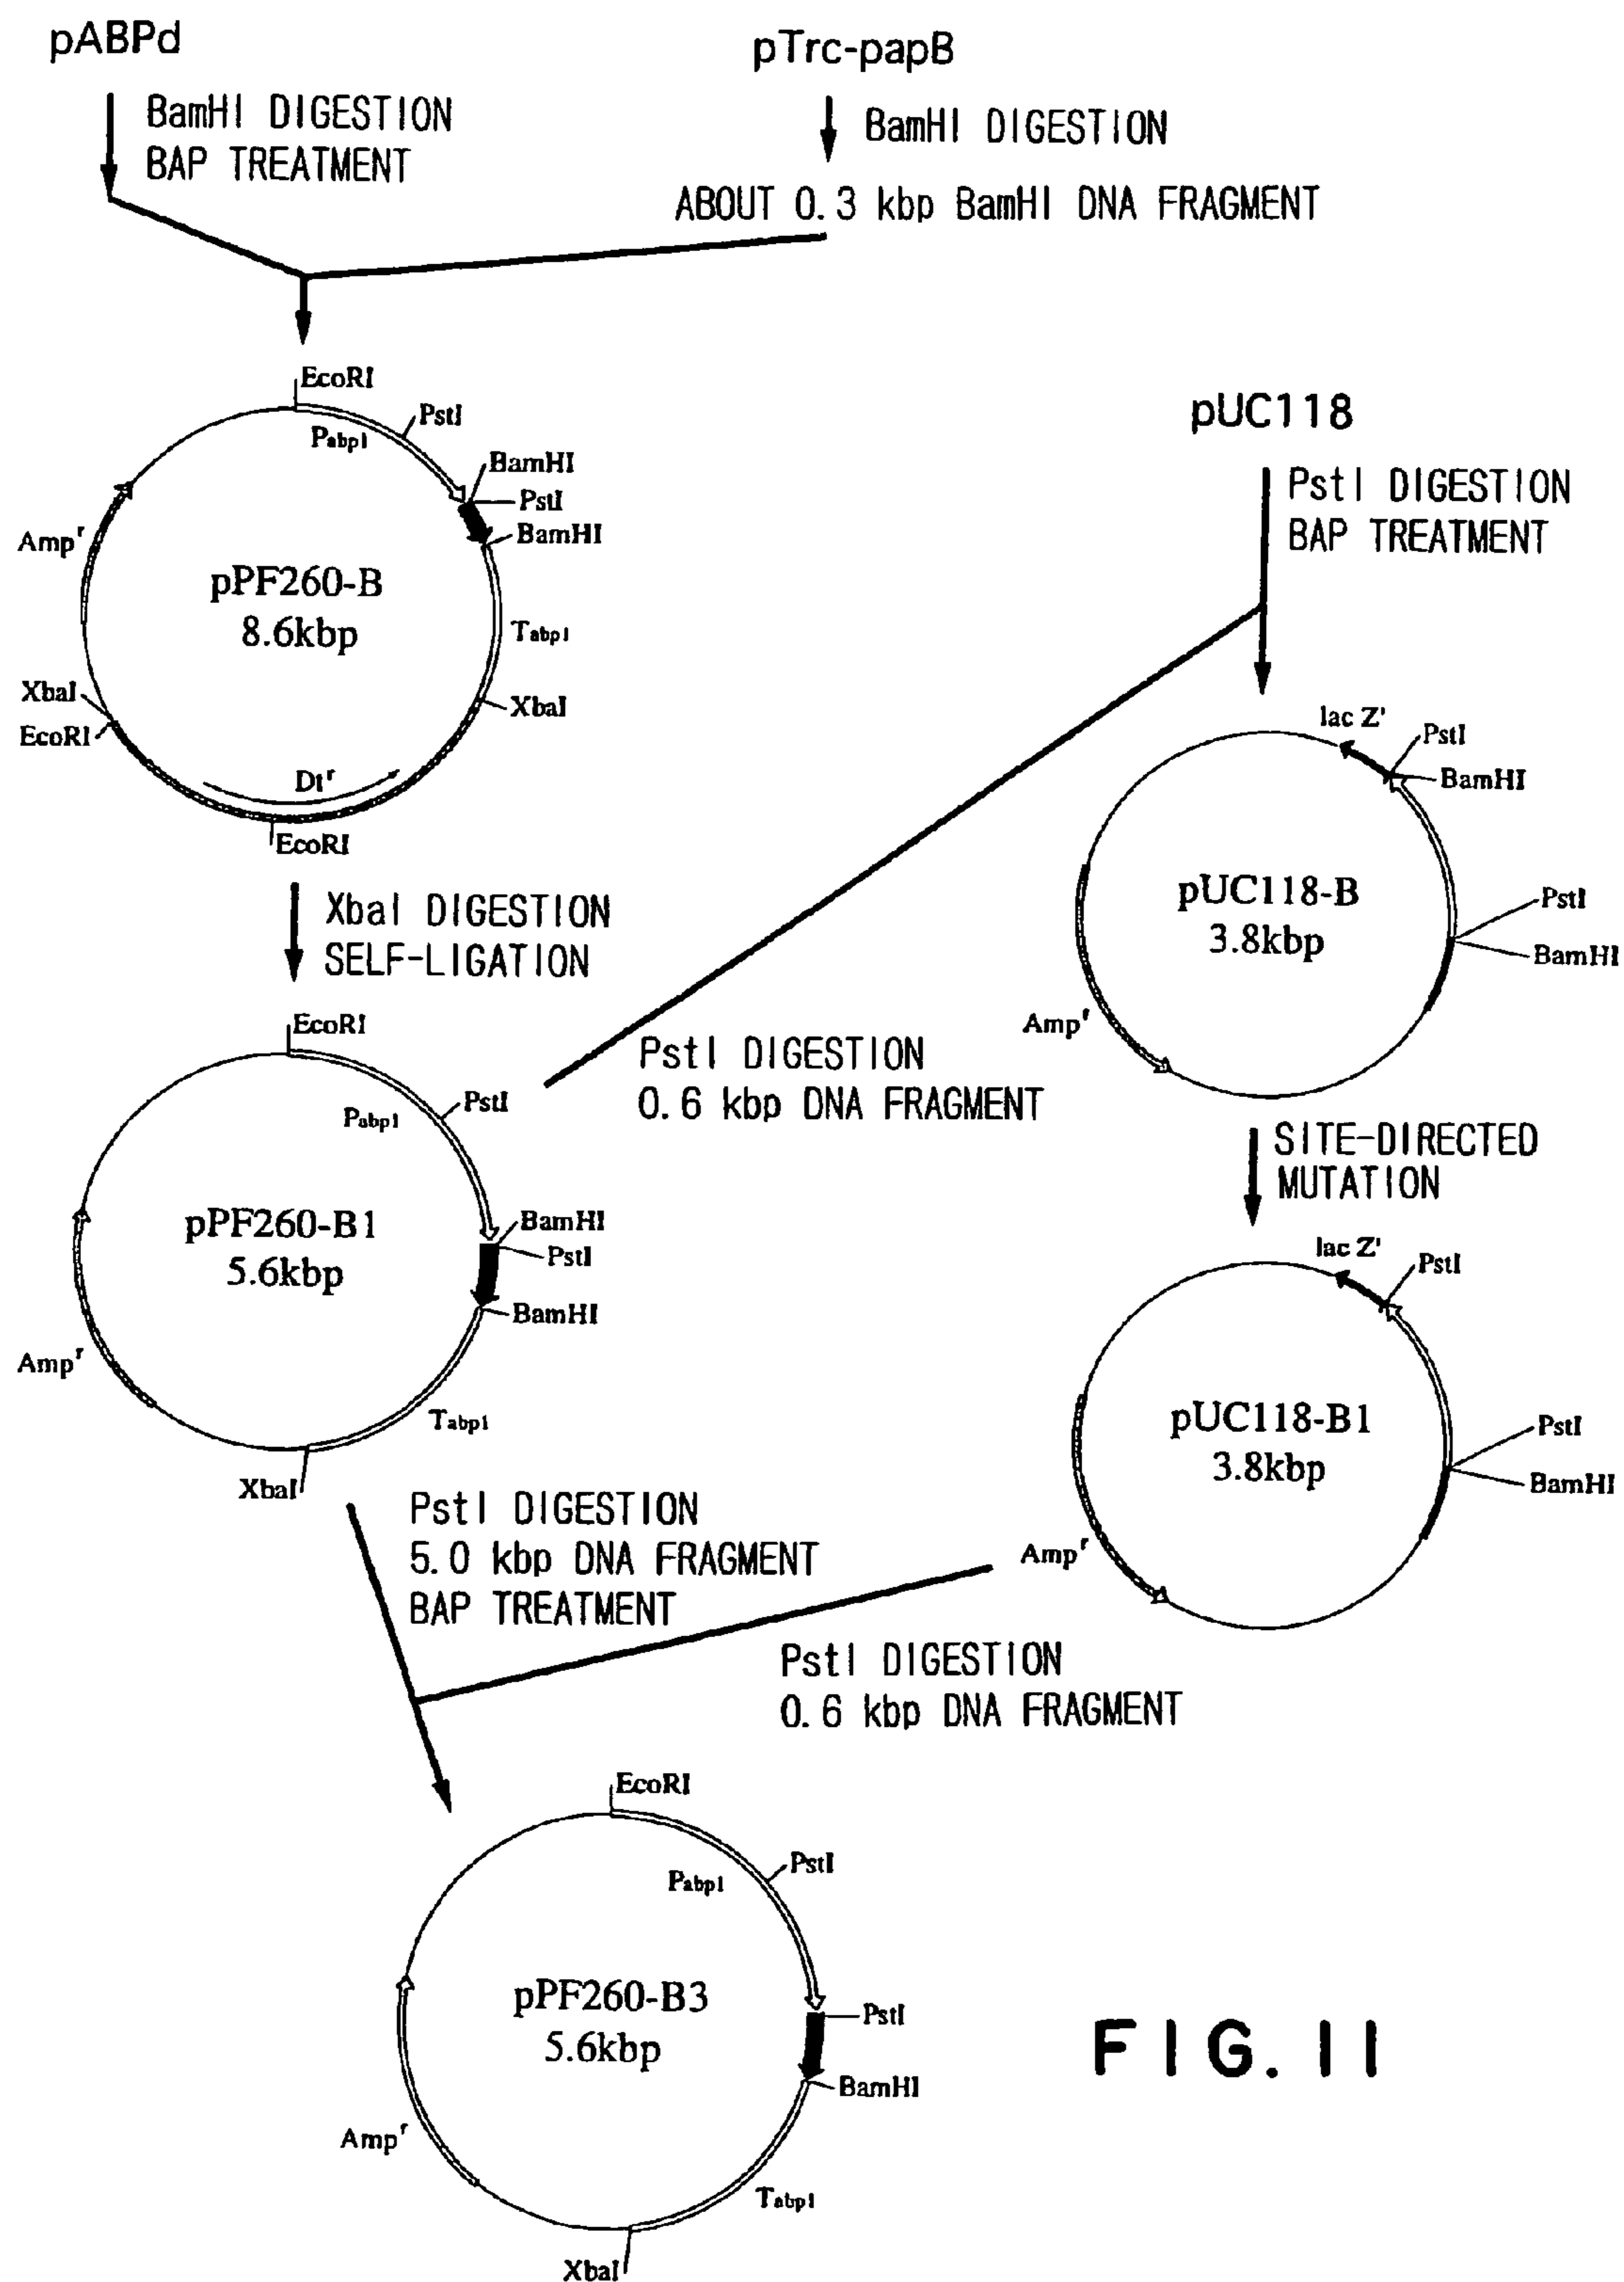 pABPd
pTrc-papB
BamHI DIGESTION
BAP TREATMENT
BamHI DIGESTION
ABOUT 0.3 kbp BamHI DNA FRAGMENT
EcoRI
PstI
Pabp1
BamHI
PstI
BamHI
Ampr
pPF260-B
8.6kbp
Tabp1
XbaI
XbaI
EcoRI
Dtr
EcoRI
pUC118
PstI DIGESTION
BAP TREATMENT
lac Z'
PstI
BamHI
pUC118-B
3.8kbp
PstI
BamHI
Ampr
XbaI DIGESTION
SELF-LIGATION
PstI DIGESTION
0.6 kbp DNA FRAGMENT
SITE-DIRECTED
MUTATION
EcoRI
PstI
Pabp1
pPF260-B1
5.6kbp
BamHI
PstI
BamHI
Ampr
Tabp1
XbaI
lac Z'
PstI
pUC118-B1
3.8kbp
PstI
BamHI
Ampr
PstI DIGESTION
5.0 kbp DNA FRAGMENT
BAP TREATMENT
PstI DIGESTION
0.6 kbp DNA FRAGMENT
EcoRI
PstI
Pabp1
pPF260-B3
5.6kbp
PstI
BamHI
Ampr
Tabp1
XbaI
FIG. 11